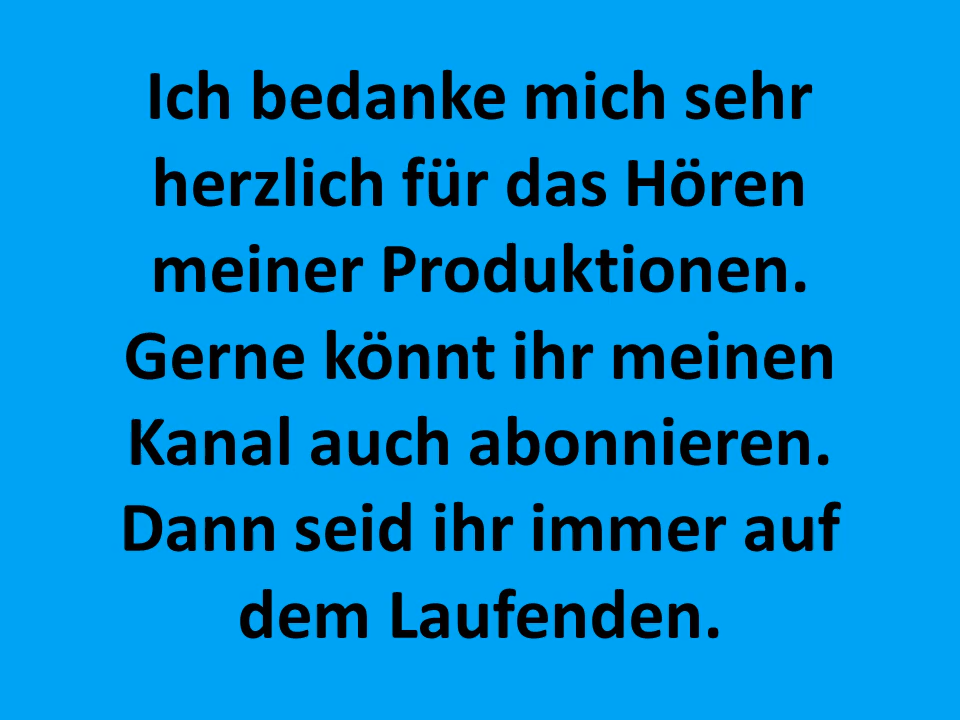 Ich bedanke mich sehr
herzlich für das Hören
meiner Produktionen.
Gerne könnt ihr meinen
Kanal auch abonnieren.
Dann seid ihr immer auf
dem Laufenden.